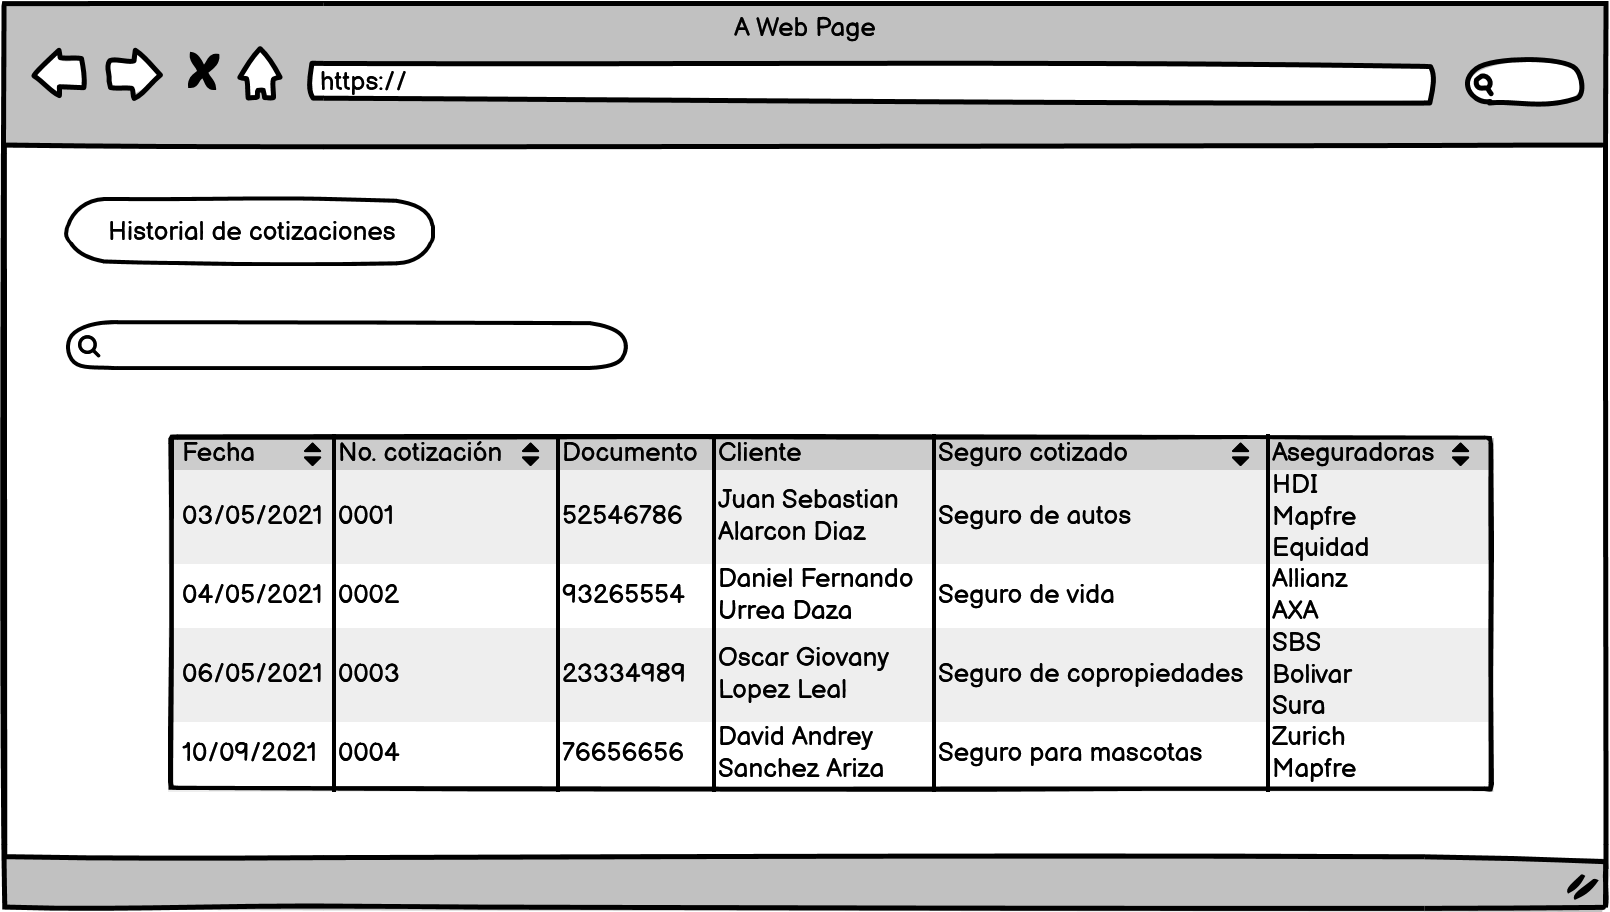 A Web Page
https://
Historial de cotizaciones
Fecha No. cotización Documento Cliente Seguro cotizado Aseguradoras
03/05/2021 0001 52546786 Juan Sebastian Alarcon Diaz Seguro de autos HDI Mapfre Equidad
04/05/2021 0002 93265554 Daniel Fernando Urrea Daza Seguro de vida Allianz AXA
06/05/2021 0003 23334989 Oscar Giovany Lopez Leal Seguro de copropiedades SBS Bolivar Sura
10/09/2021 0004 76656656 David Andrey Sanchez Ariza Seguro para mascotas Zurich Mapfre